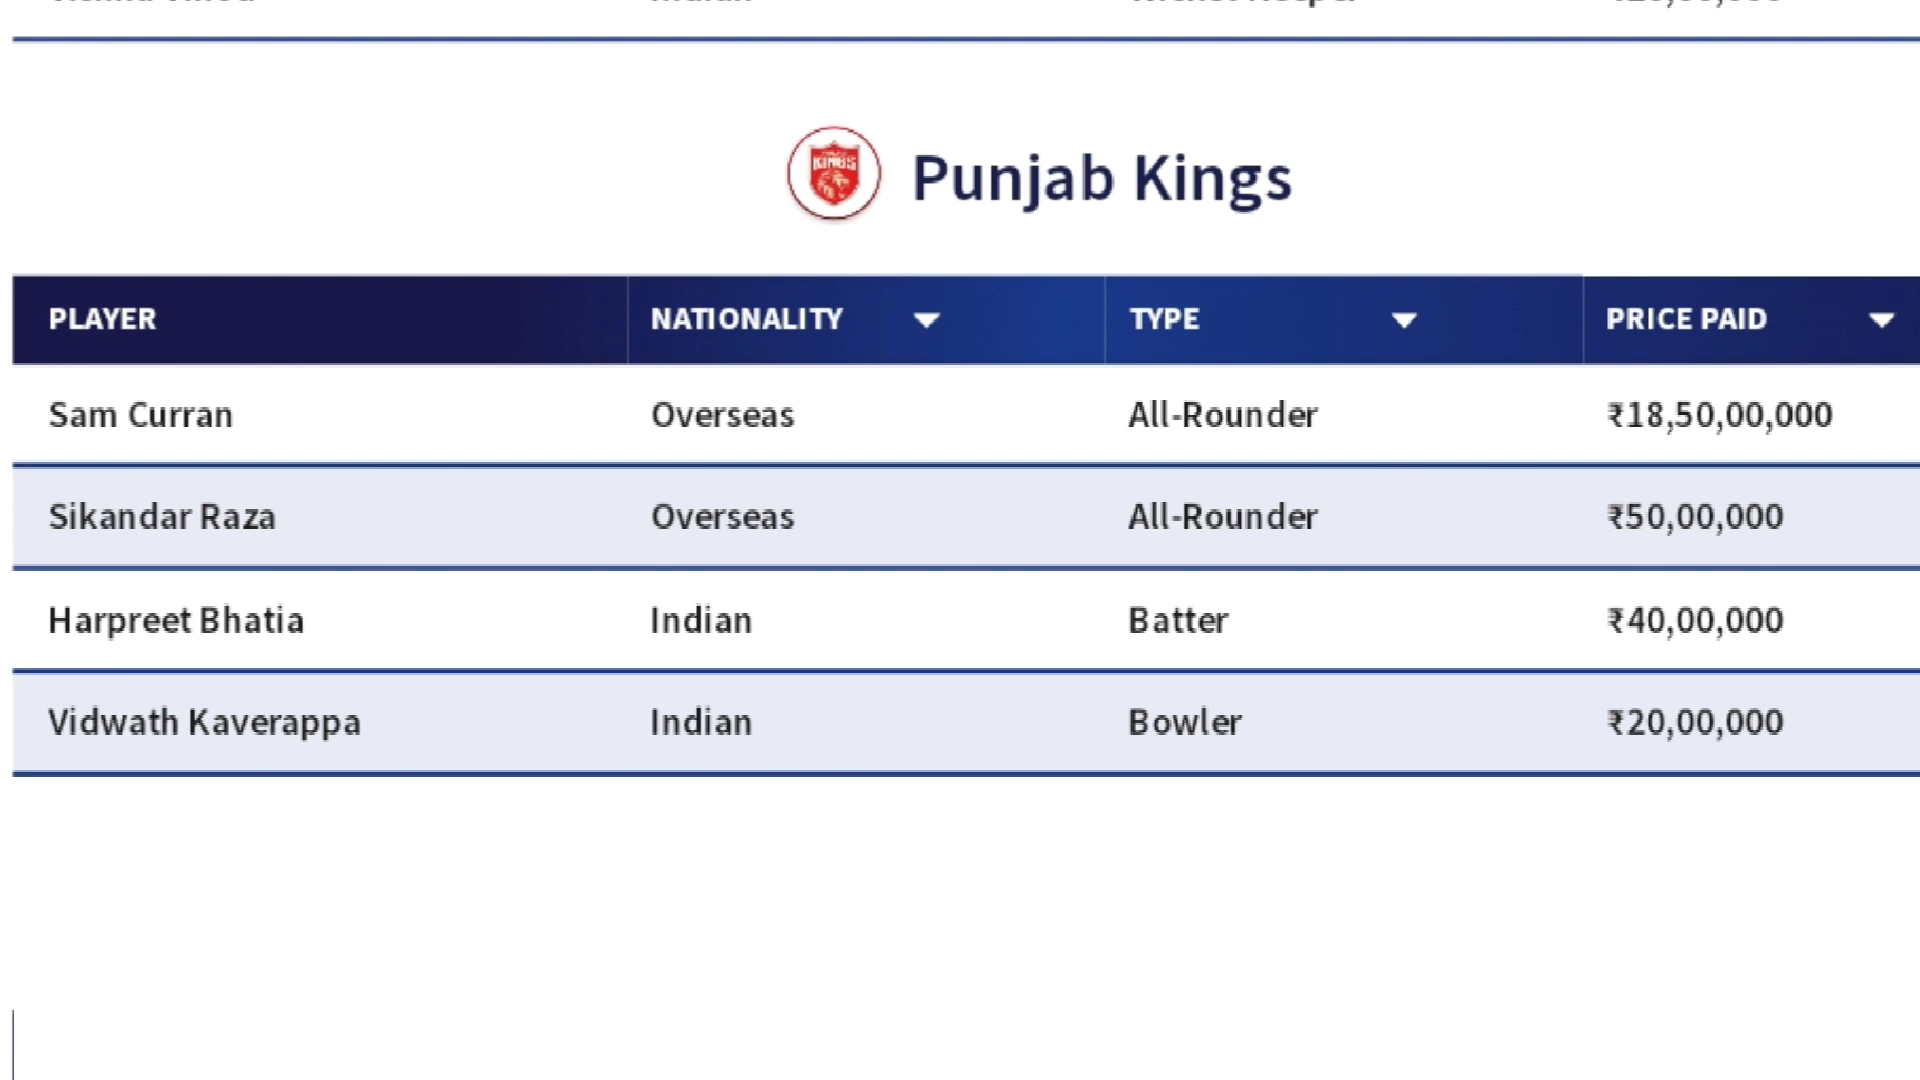 KINGS
Punjab Kings
PLAYER NATIONALITY TYPE PRICE PAID
Sam Curran Overseas All-Rounder ₹18,50,00,000
Sikandar Raza Overseas All-Rounder ₹50,00,000
Harpreet Bhatia Indian Batter ₹40,00,000
Vidwath Kaverappa Indian Bowler ₹20,00,000